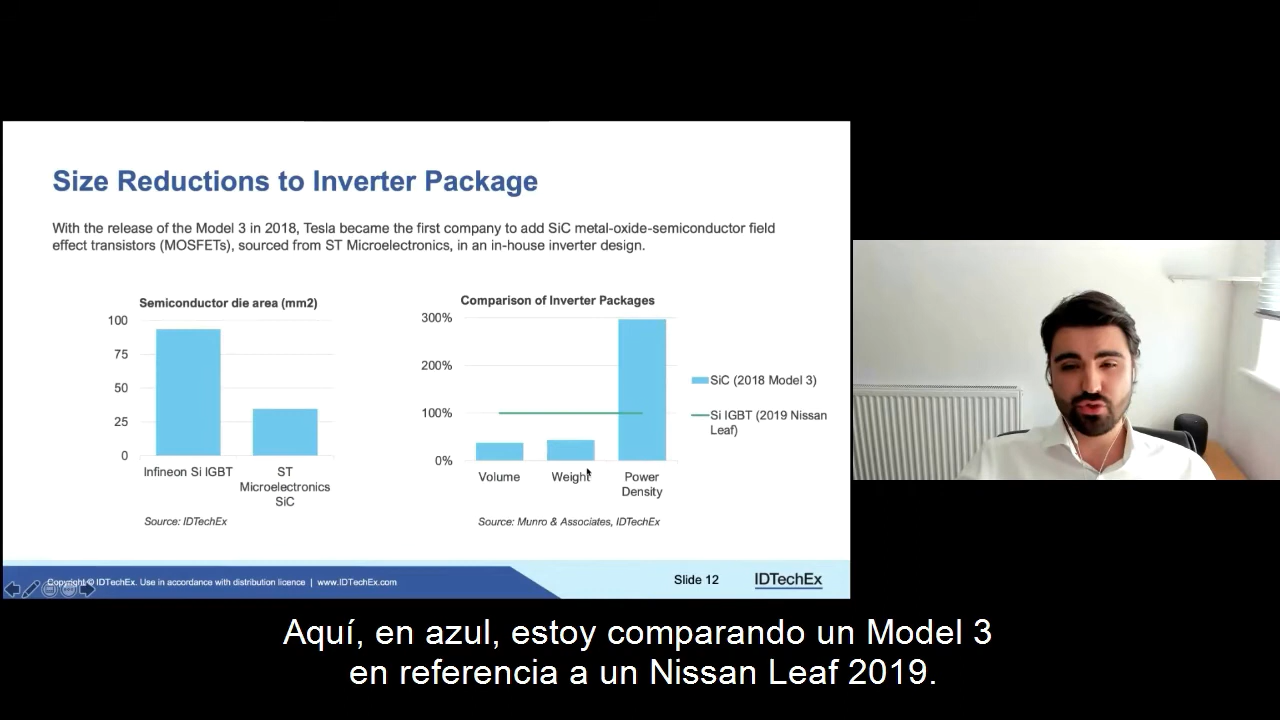 Size Reductions to Inverter Package
With the release of the Model 3 in 2018, Tesla became the first company to add SiC metal-oxide-semiconductor field
effect transistors (MOSFETs), sourced from ST Microelectronics, in an in-house inverter design.
Semiconductor die area (mm2)
100
75
50
25
0
Infineon Si IGBT
ST
Microelectronics
SiC
Source: IDTechEx
Comparison of Inverter Packages
300%
200%
100%
0%
Volume
Weight
Power
Density
SiC (2018 Model 3)
Si IGBT (2019 Nissan
Leaf)
Source: Munro & Associates, IDTechEx
Copyright © IDTechEx. Use in accordance with distribution licence | www.IDTechEx.com
Slide 12
IDTechEx
Aquí, en azul, estoy comparando un Model 3
en referencia a un Nissan Leaf 2019.